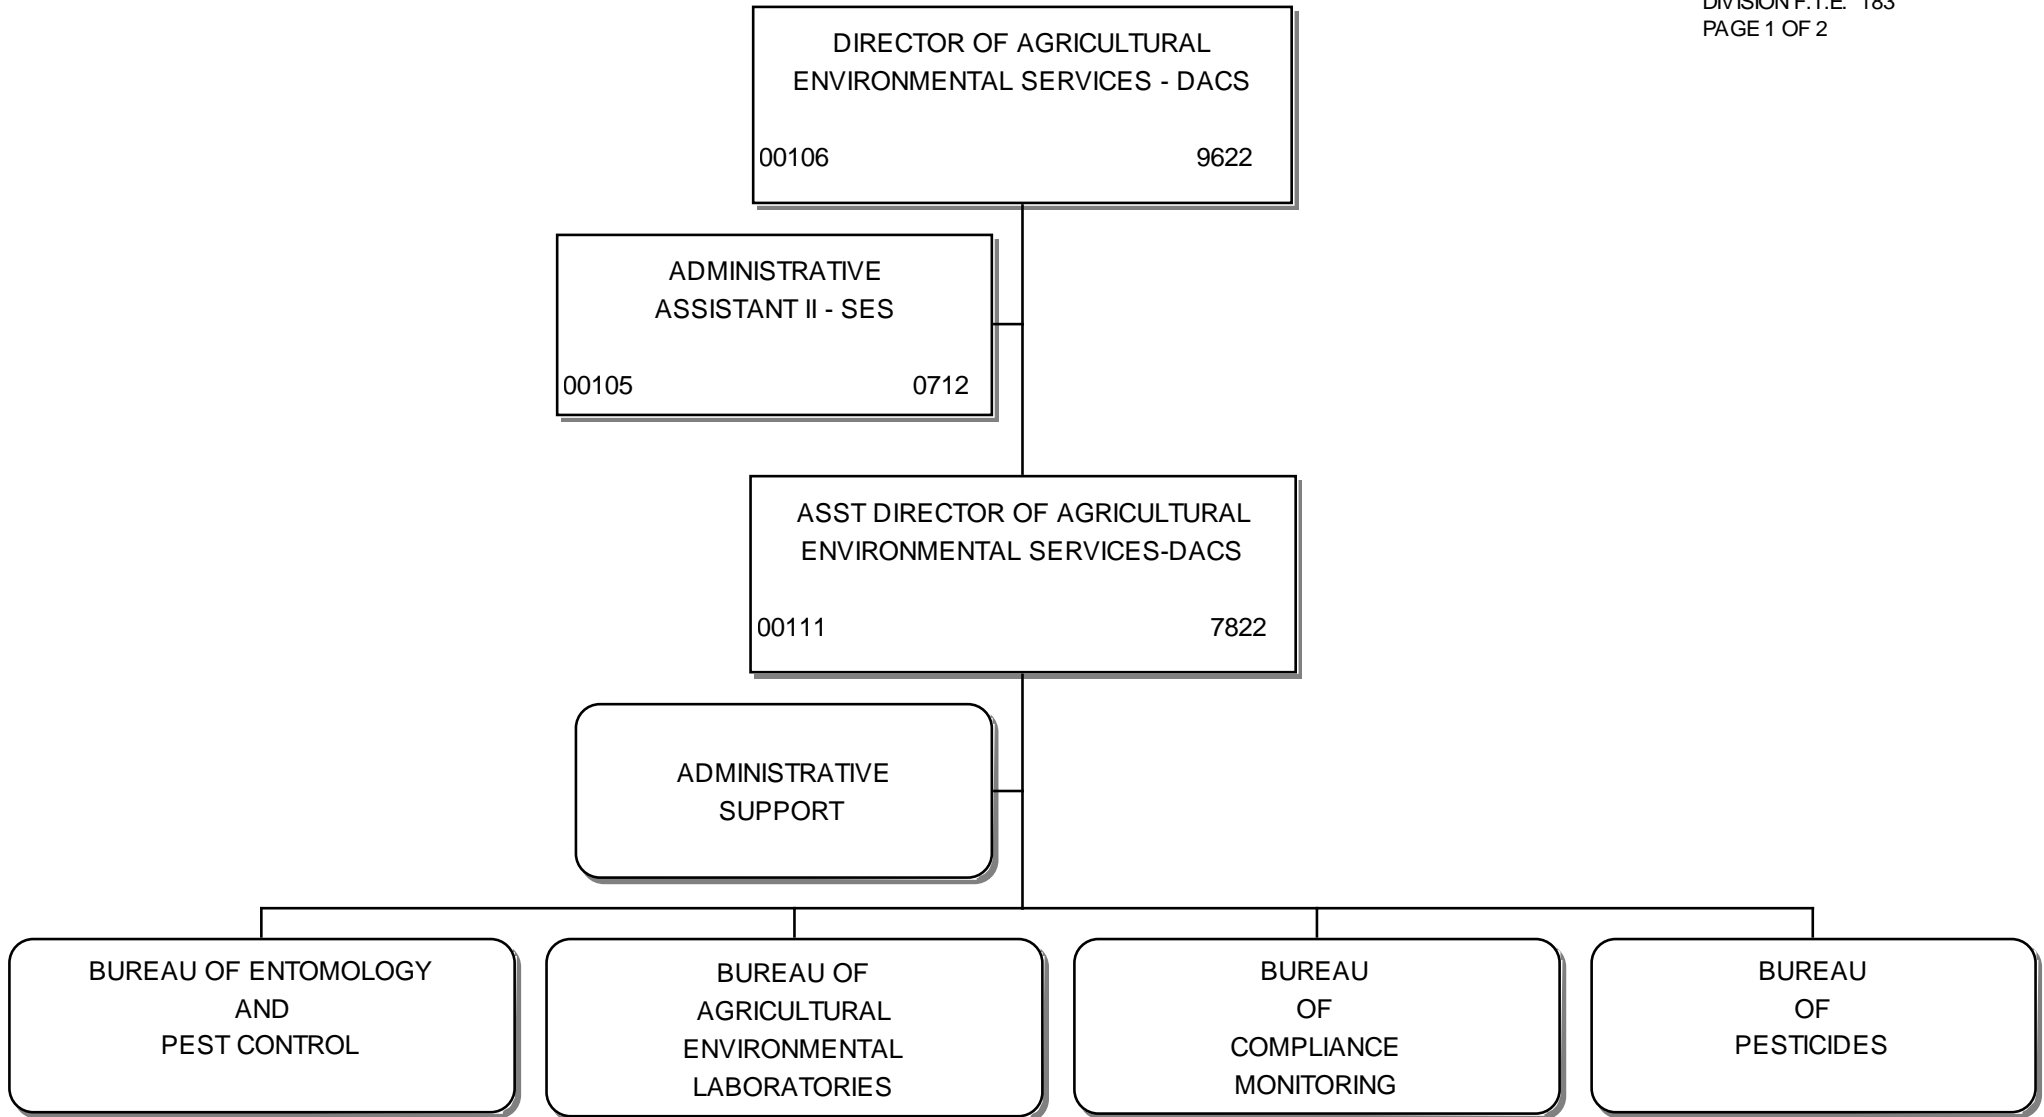 DIVISION F.T.E. 183
PAGE 1 OF 2
DIRECTOR OF AGRICULTURAL
ENVIRONMENTAL SERVICES - DACS
00106 9622
ADMINISTRATIVE
ASSISTANT II - SES
00105 0712
ASST DIRECTOR OF AGRICULTURAL
ENVIRONMENTAL SERVICES-DACS
00111 7822
ADMINISTRATIVE
SUPPORT
BUREAU OF ENTOMOLOGY
AND
PEST CONTROL
BUREAU OF
AGRICULTURAL
ENVIRONMENTAL
LABORATORIES
BUREAU
OF
COMPLIANCE
MONITORING
BUREAU
OF
PESTICIDES